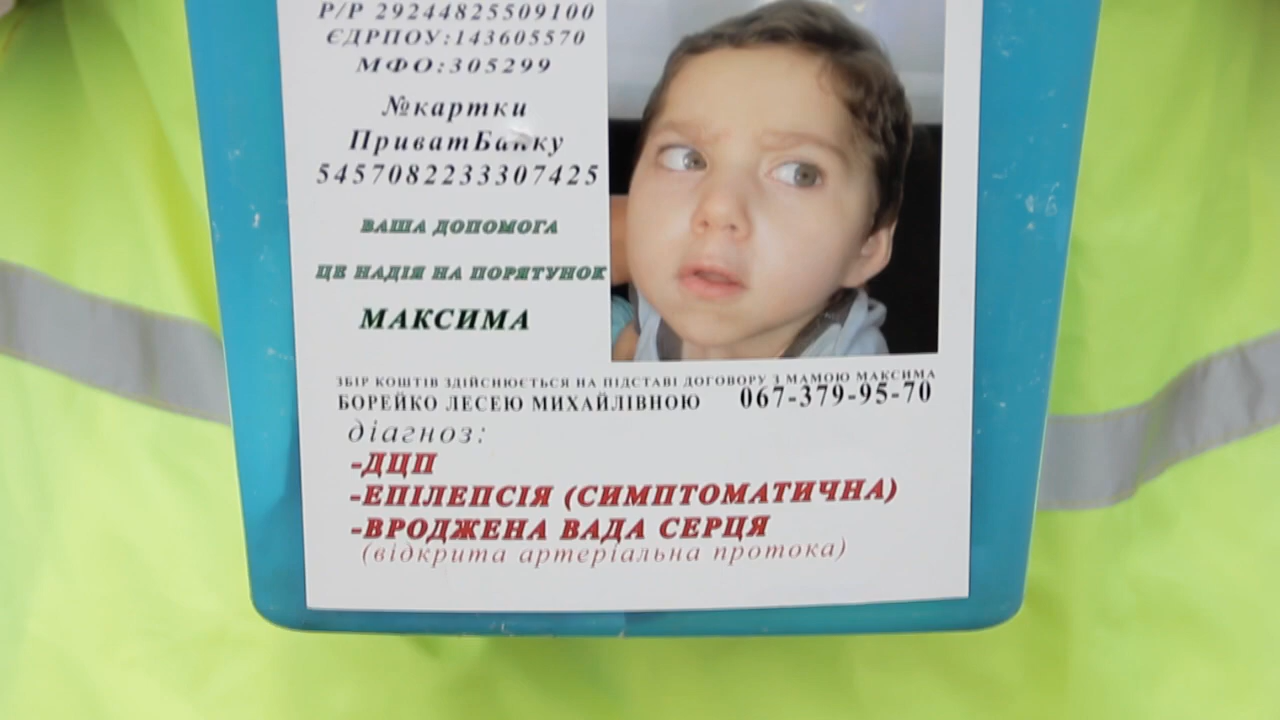 Р/Р 29244825509100
ЄДРПОУ:143605570
МФО:305299
№картки
ПриватБанку
5457082233307425
ВАША ДОПОМОГА
ЦЕ НАДІЯ НА ПОРЯТУНОК
МАКСИМА
ЗБІР КОШТІВ ЗДІЙСНЮЄТЬСЯ НА ПІДСТАВІ ДОГОВОРУ З МАМОЮ МАКСИМА
БОРЕЙКО ЛЕСЕЮ МИХАЙЛІВНОЮ 067-379-95-70
діагноз:
-ДЦП
-ЕПІЛЕПСІЯ (СИМПТОМАТИЧНА)
-ВРОДЖЕНА ВАДА СЕРЦЯ
(відкрита артеріальна протока)